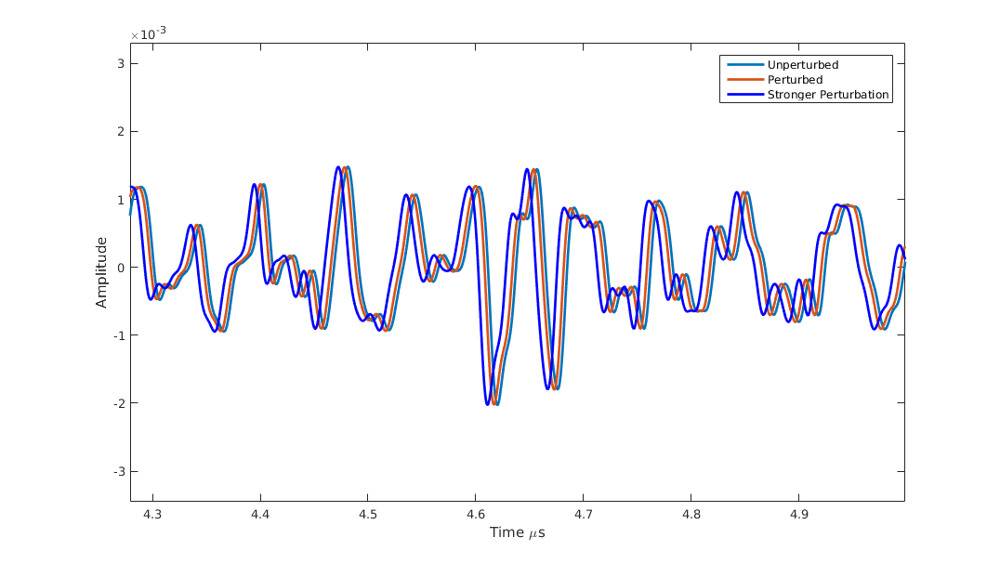 ×10-3
3
2
1
0
-1
-2
-3
Amplitude
Unperturbed
Perturbed
Stronger Perturbation
4.3 4.4 4.5 4.6 4.7 4.8 4.9
Time μs